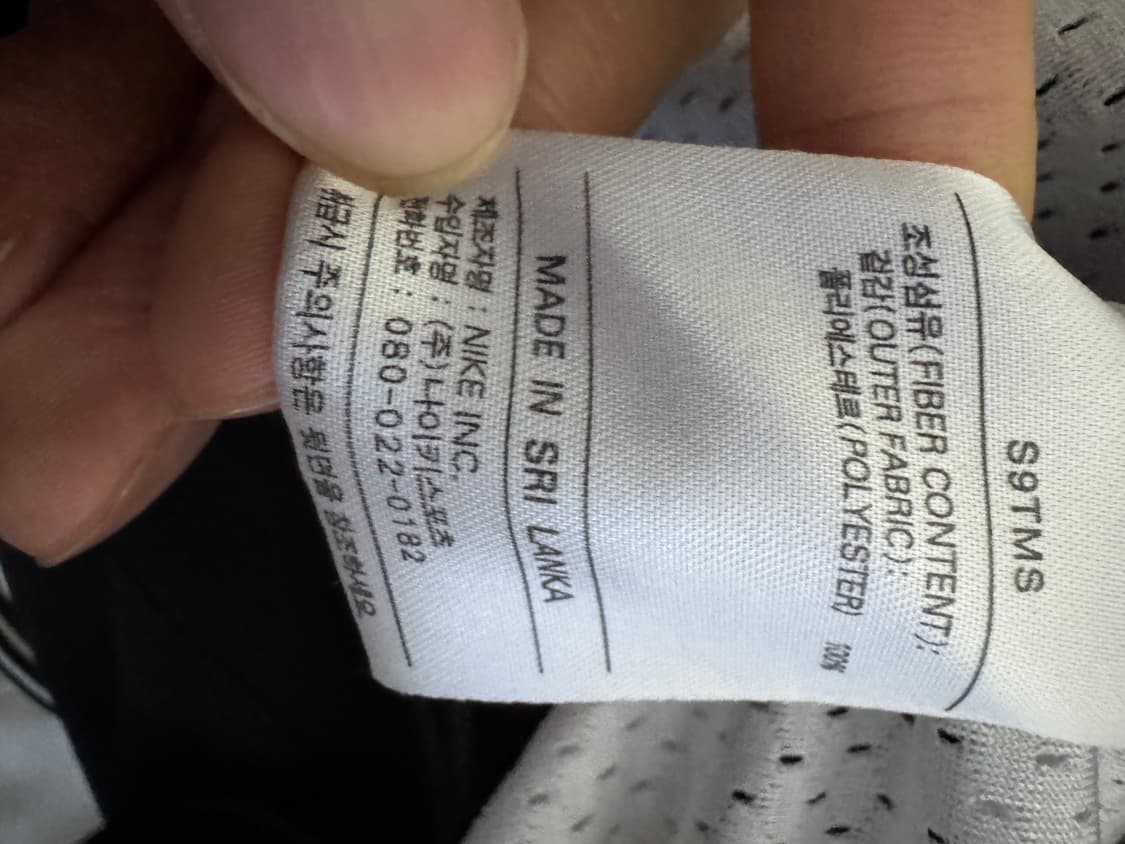 S9TMS
조성섬유(FIBER CONTENT):
겉감(OUTER FABRIC):
폴리에스테르(POLYESTER) 100%
MADE IN SRI LANKA
제조자명 : NIKE INC.
수입자명 : (주)나이키스포츠
전화번호 : 080-022-0182
취급시 주의사항은 뒷면을 참조하세요